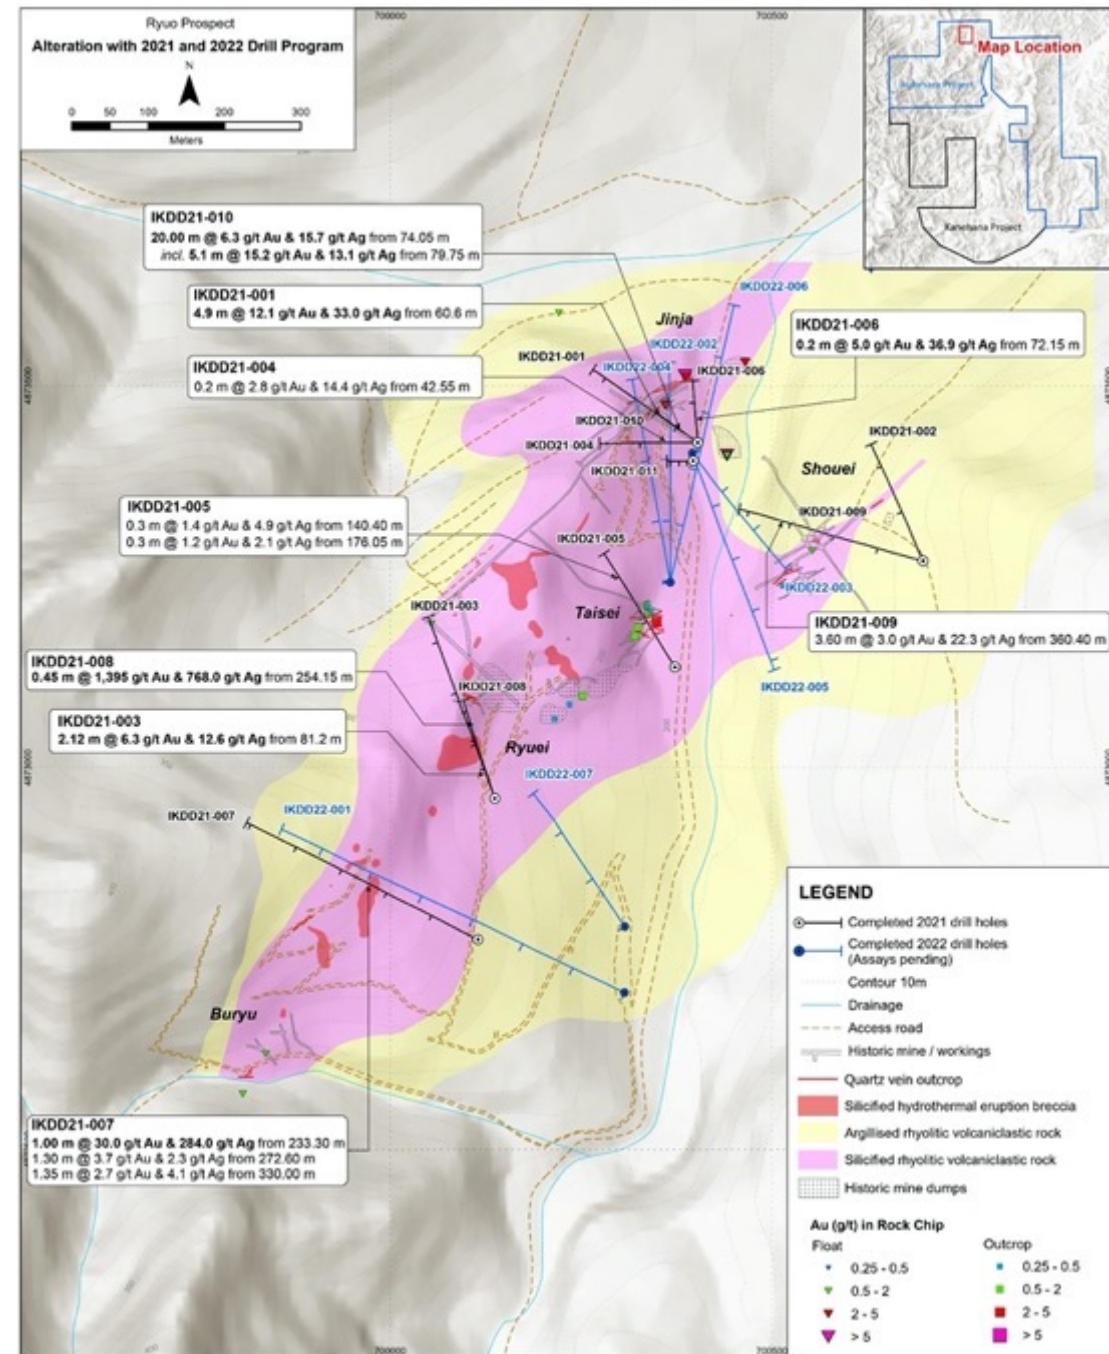 Ryuo Prospect
Alteration with 2021 and 2022 Drill Program
N
0 50 100 200 300
Meters
700000
700500
Map Location
Kanehana Project
IKDD21-010
20.00 m @ 6.3 g/t Au & 15.7 g/t Ag from 74.05 m
incl. 5.1 m @ 15.2 g/t Au & 13.1 g/t Ag from 79.75 m
IKDD21-001
4.9 m @ 12.1 g/t Au & 33.0 g/t Ag from 60.6 m
IKDD21-004
0.2 m @ 2.8 g/t Au & 14.4 g/t Ag from 42.55 m
IKDD21-006
0.2 m @ 5.0 g/t Au & 36.9 g/t Ag from 72.15 m
IKDD22-006
Jinja
IKDD22-002
IKDD21-001
IKDD22-004
IKDD21-006
IKDD21-004
IKDD21-011
IKDD21-002
Shouei
IKDD21-009
IKDD21-005
0.3 m @ 1.4 g/t Au & 4.9 g/t Ag from 140.40 m
0.3 m @ 1.2 g/t Au & 2.1 g/t Ag from 176.05 m
IKDD21-005
IKDD22-003
IKDD21-003
Taisei
IKDD21-009
3.60 m @ 3.0 g/t Au & 22.3 g/t Ag from 360.40 m
IKDD21-008
0.45 m @ 1,395 g/t Au & 768.0 g/t Ag from 254.15 m
IKDD21-008
IKDD22-005
IKDD21-003
2.12 m @ 6.3 g/t Au & 12.6 g/t Ag from 81.2 m
Ryuei
IKDD22-007
4873000
IKDD21-007
IKDD22-001
Buryu
IKDD21-007
1.00 m @ 30.0 g/t Au & 284.0 g/t Ag from 233.30 m
1.30 m @ 3.7 g/t Au & 2.3 g/t Ag from 272.60 m
1.35 m @ 2.7 g/t Au & 4.1 g/t Ag from 330.00 m
LEGEND
Completed 2021 drill holes
Completed 2022 drill holes
(Assays pending)
Contour 10m
Drainage
Access road
Historic mine / workings
Quartz vein outcrop
Silicified hydrothermal eruption breccia
Argillised rhyolitic volcaniclastic rock
Silicified rhyolitic volcaniclastic rock
Historic mine dumps
Au (g/t) in Rock Chip
Float
Outcrop
0.25 - 0.5
0.25 - 0.5
0.5 - 2
0.5 - 2
2 - 5
2 - 5
> 5
> 5
700000
700500